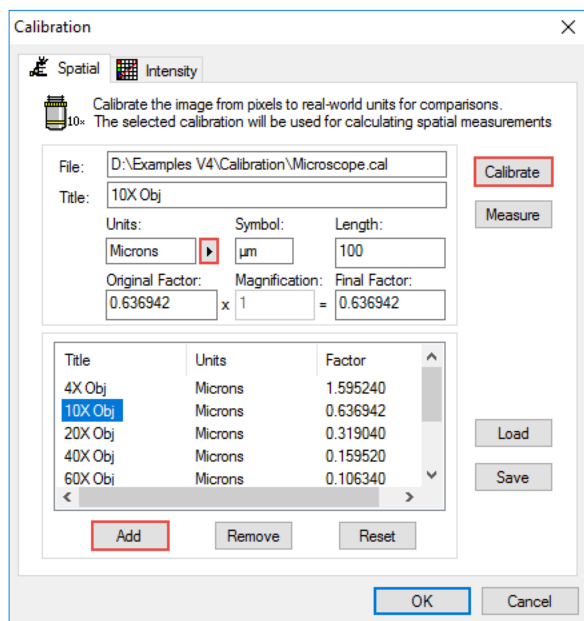 Calibration
Spatial
Intensity
10×
Calibrate the image from pixels to real-world units for comparisons.
The selected calibration will be used for calculating spatial measurements
File: D:\Examples V4\Calibration\Microscope.cal
Calibrate
Title: 10X Obj
Measure
Units: Symbol: Length:
Microns µm 100
Original Factor: Magnification: Final Factor:
0.636942 x 1 = 0.636942
Title Units Factor
4X Obj Microns 1.595240
10X Obj Microns 0.636942
20X Obj Microns 0.319040
40X Obj Microns 0.159520
60X Obj Microns 0.106340
Load
Save
Add Remove Reset
OK Cancel